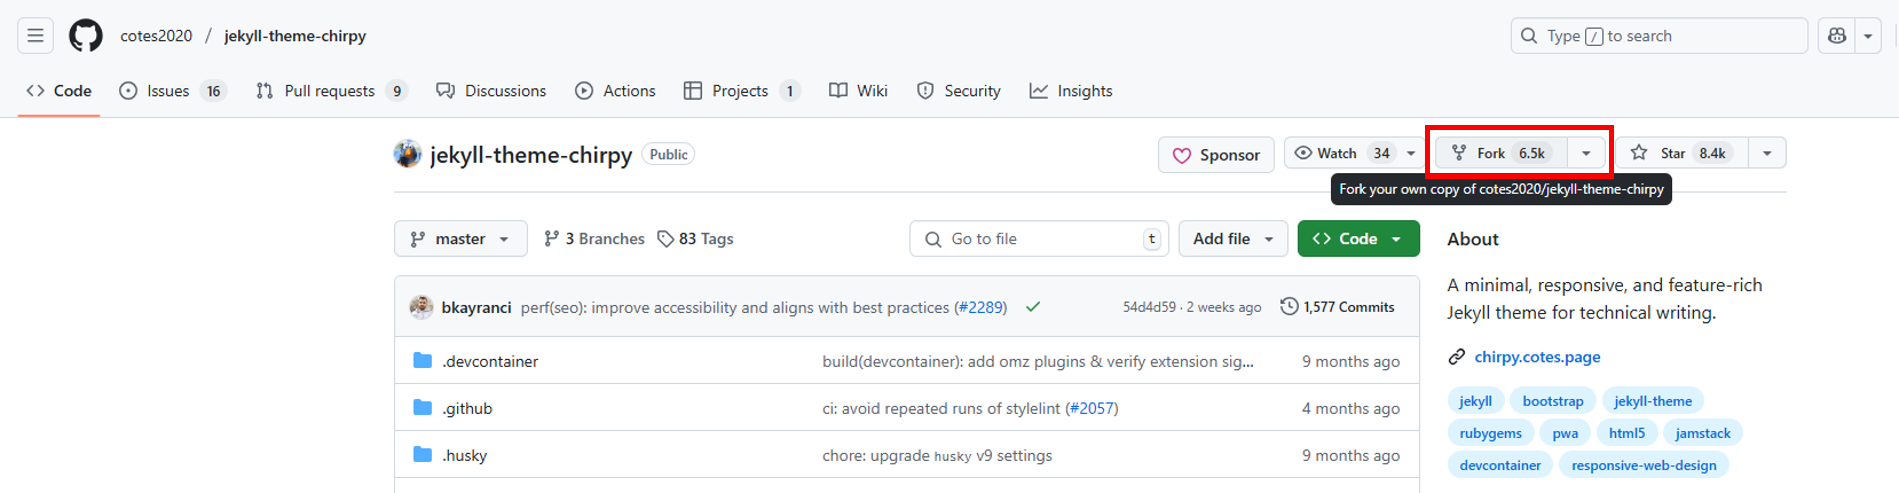 cotes2020 / jekyll-theme-chirpy
Type / to search
Code
Issues 16
Pull requests 9
Discussions
Actions
Projects 1
Wiki
Security
Insights
jekyll-theme-chirpy Public
Sponsor
Watch 34
Fork 6.5k
Star 8.4k
Fork your own copy of cotes2020/jekyll-theme-chirpy
master
3 Branches
83 Tags
Go to file t
Add file
Code
bkayranci perf(seo): improve accessibility and aligns with best practices (#2289) 54d4d59 · 2 weeks ago 1,577 Commits
.devcontainer build(devcontainer): add omz plugins & verify extension sig... 9 months ago
.github ci: avoid repeated runs of stylelint (#2057) 4 months ago
.husky chore: upgrade husky v9 settings 9 months ago
About
A minimal, responsive, and feature-rich
Jekyll theme for technical writing.
chirpy.cotes.page
jekyll bootstrap jekyll-theme
rubygems pwa html5 jamstack
devcontainer responsive-web-design